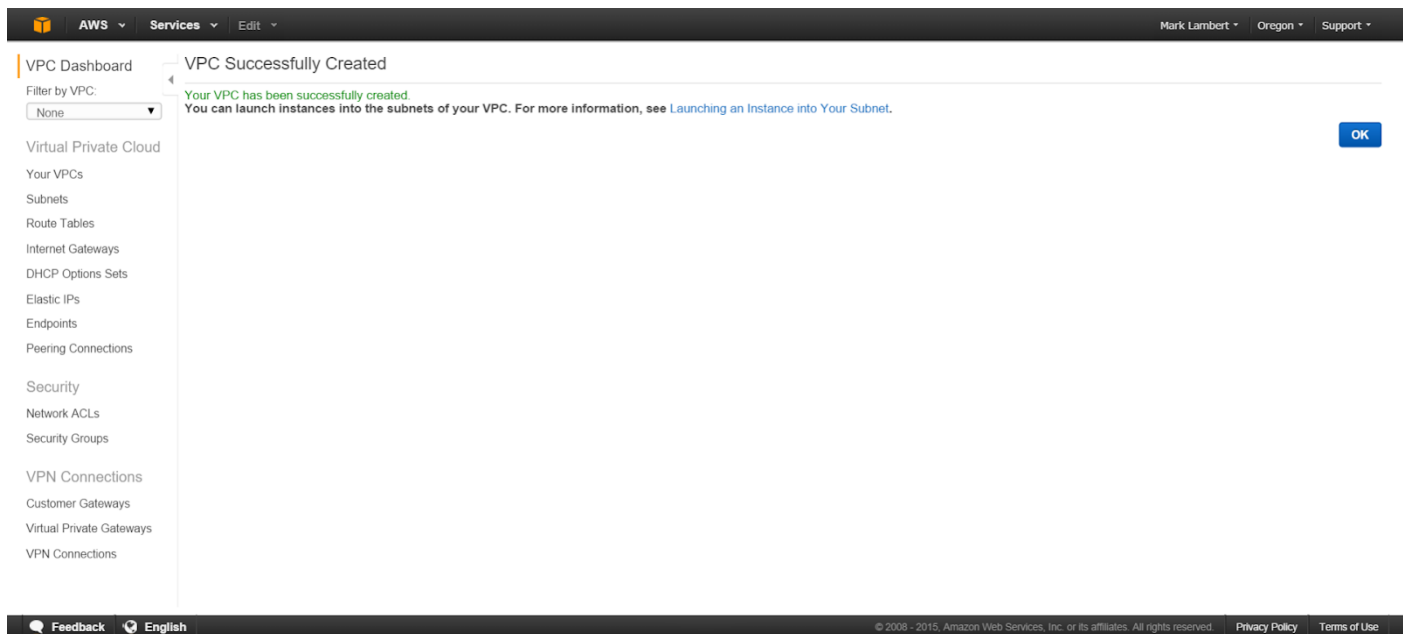 AWS Services Edit Mark Lambert Oregon Support
VPC Dashboard
Filter by VPC:
None
Virtual Private Cloud
Your VPCs
Subnets
Route Tables
Internet Gateways
DHCP Options Sets
Elastic IPs
Endpoints
Peering Connections
Security
Network ACLs
Security Groups
VPN Connections
Customer Gateways
Virtual Private Gateways
VPN Connections
VPC Successfully Created
Your VPC has been successfully created.
You can launch instances into the subnets of your VPC. For more information, see Launching an Instance into Your Subnet.
OK
Feedback English © 2008 - 2015, Amazon Web Services, Inc. or its affiliates. All rights reserved. Privacy Policy Terms of Use